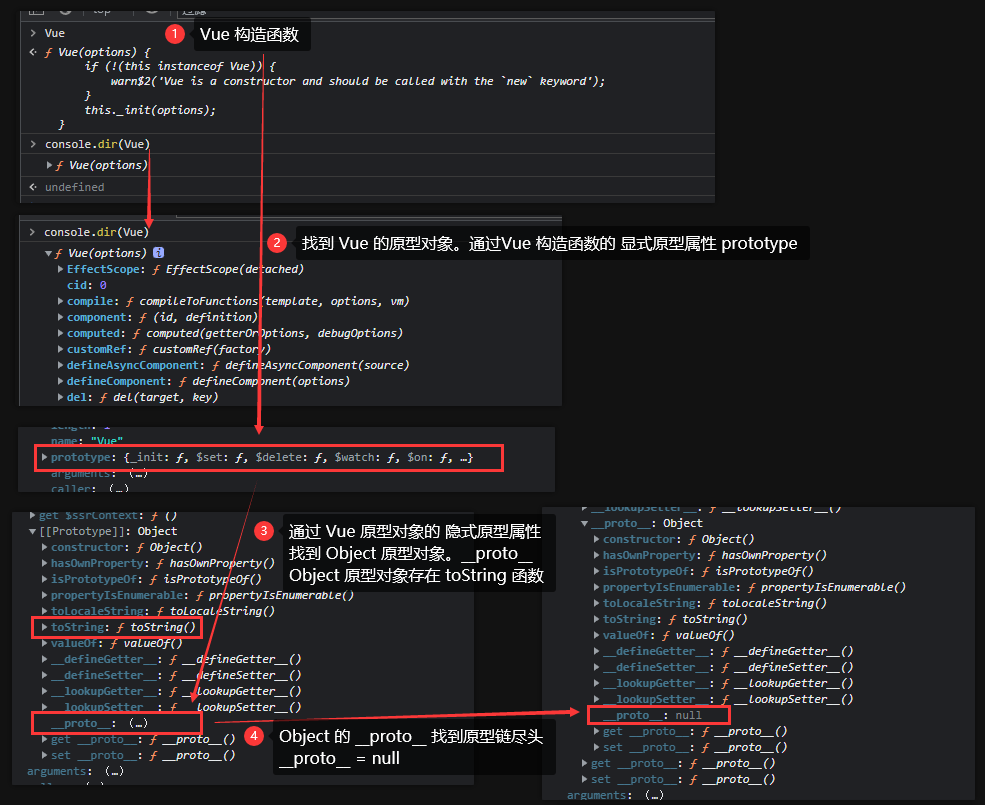 top
过滤
> Vue
① Vue 构造函数
<· ƒ Vue(options) {
if (!(this instanceof Vue)) {
warn$2('Vue is a constructor and should be called with the `new` keyword');
}
this._init(options);
}
> console.dir(Vue)
▶ ƒ Vue(options)
<· undefined
> console.dir(Vue)
② 找到 Vue 的原型对象。通过Vue 构造函数的 显式原型属性 prototype
▼ ƒ Vue(options) i
▶ EffectScope: ƒ EffectScope(detached)
cid: 0
▶ compile: ƒ compileToFunctions(template, options, vm)
▶ component: ƒ (id, definition)
▶ computed: ƒ computed(getterOrOptions, debugOptions)
▶ customRef: ƒ customRef(factory)
▶ defineAsyncComponent: ƒ defineAsyncComponent(source)
▶ defineComponent: ƒ defineComponent(options)
▶ del: ƒ del(target, key)
length: 1
name: "Vue"
▶ prototype: {_init: ƒ, $set: ƒ, $delete: ƒ, $watch: ƒ, $on: ƒ, …}
arguments: (…)
caller: (…)
▶ get $ssrContext: ƒ ()
▼ [[Prototype]]: Object
▶ constructor: ƒ Object()
▶ hasOwnProperty: ƒ hasOwnProperty()
▶ isPrototypeOf: ƒ isPrototypeOf()
▶ propertyIsEnumerable: ƒ propertyIsEnumerable()
▶ toLocaleString: ƒ toLocaleString()
▶ toString: ƒ toString()
▶ valueOf: ƒ valueOf()
▶ __defineGetter__: ƒ __defineGetter__()
▶ __defineSetter__: ƒ __defineSetter__()
▶ __lookupGetter__: ƒ __lookupGetter__()
▶ __lookupSetter__: ƒ __lookupSetter__()
__proto__: (…)
▶ get __proto__: ƒ __proto__()
▶ set __proto__: ƒ __proto__()
arguments: (…)
③ 通过 Vue 原型对象的 隐式原型属性
找到 Object 原型对象。__proto__
Object 原型对象存在 toString 函数
④ Object 的 __proto__ 找到原型链尽头
__proto__ = null
▶ __lookupSetter__: ƒ __lookupSetter__()
▼ __proto__: Object
▶ constructor: ƒ Object()
▶ hasOwnProperty: ƒ hasOwnProperty()
▶ isPrototypeOf: ƒ isPrototypeOf()
▶ propertyIsEnumerable: ƒ propertyIsEnumerable()
▶ toLocaleString: ƒ toLocaleString()
▶ toString: ƒ toString()
▶ valueOf: ƒ valueOf()
▶ __defineGetter__: ƒ __defineGetter__()
▶ __defineSetter__: ƒ __defineSetter__()
▶ __lookupGetter__: ƒ __lookupGetter__()
▶ __lookupSetter__: ƒ __lookupSetter__()
__proto__: null
▶ get __proto__: ƒ __proto__()
▶ set __proto__: ƒ __proto__()
▶ get __proto__: ƒ __proto__()
▶ set __proto__: ƒ __proto__()
arguments: (…)